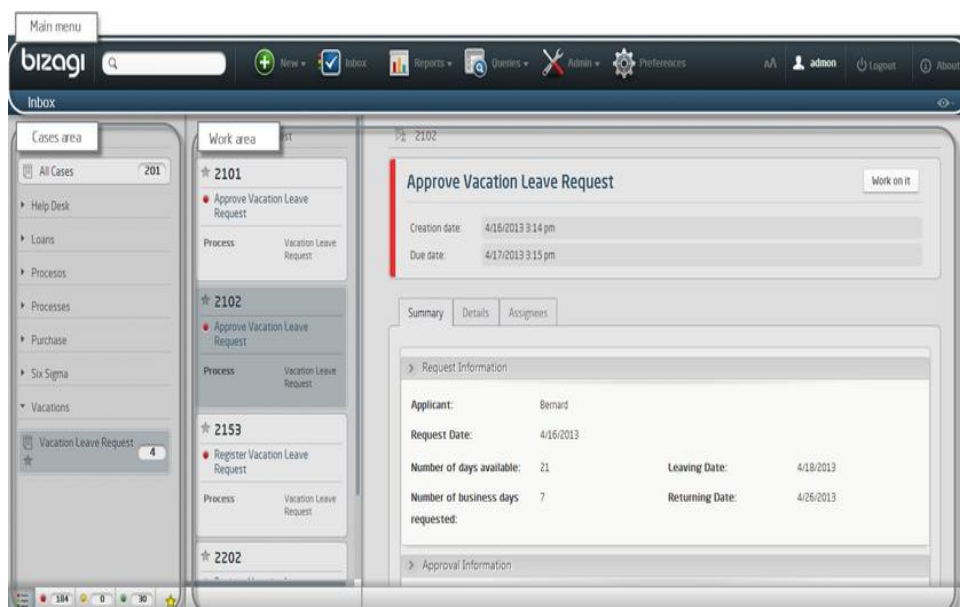 Main menu
bizagi
New
Inbox
Reports
Queries
Admin
Preferences
AA
admon
Logout
About
Inbox
Cases area
All Cases 201
Help Desk
Loans
Procesos
Processes
Purchase
Six Sigma
Vacations
Vacation Leave Request 4
184 0 30
Work area
2101
Approve Vacation Leave
Request
Process Vacation Leave
Request
2102
Approve Vacation Leave
Request
Process Vacation Leave
Request
2153
Register Vacation Leave
Request
Process Vacation Leave
Request
2202
2102
Approve Vacation Leave Request
Work on it
Creation date: 4/16/2013 3:14 pm
Due date: 4/17/2013 3:15 pm
Summary Details Assignees
Request Information
Applicant: Bernard
Request Date: 4/16/2013
Number of days available: 21 Leaving Date: 4/18/2013
Number of business days 7 Returning Date: 4/26/2013
requested:
Approval Information